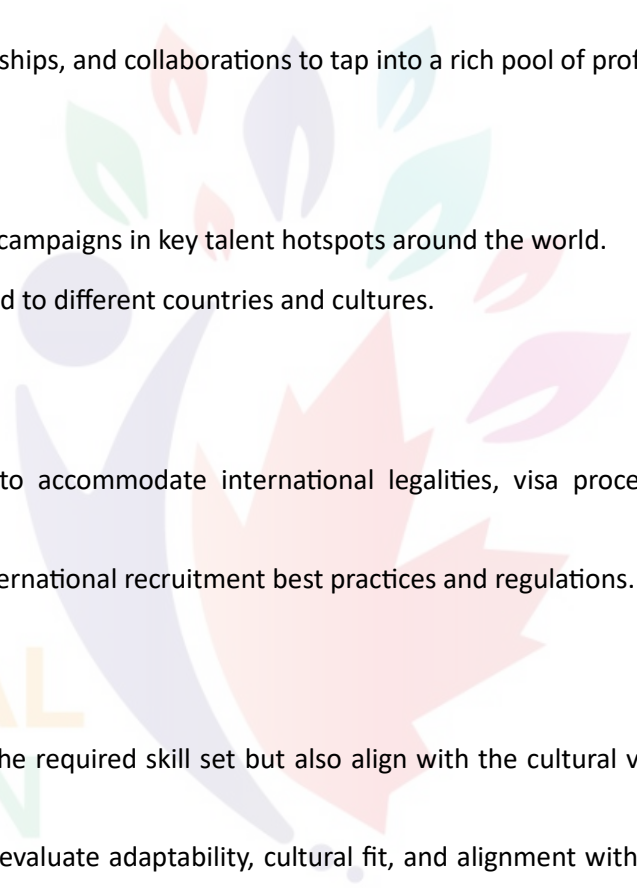 ships, and collaborations to tap into a rich pool of prof
campaigns in key talent hotspots around the world.
d to different countries and cultures.
to accommodate international legalities, visa proce
ernational recruitment best practices and regulations.
AL
he required skill set but also align with the cultural v
N
evaluate adaptability, cultural fit, and alignment with